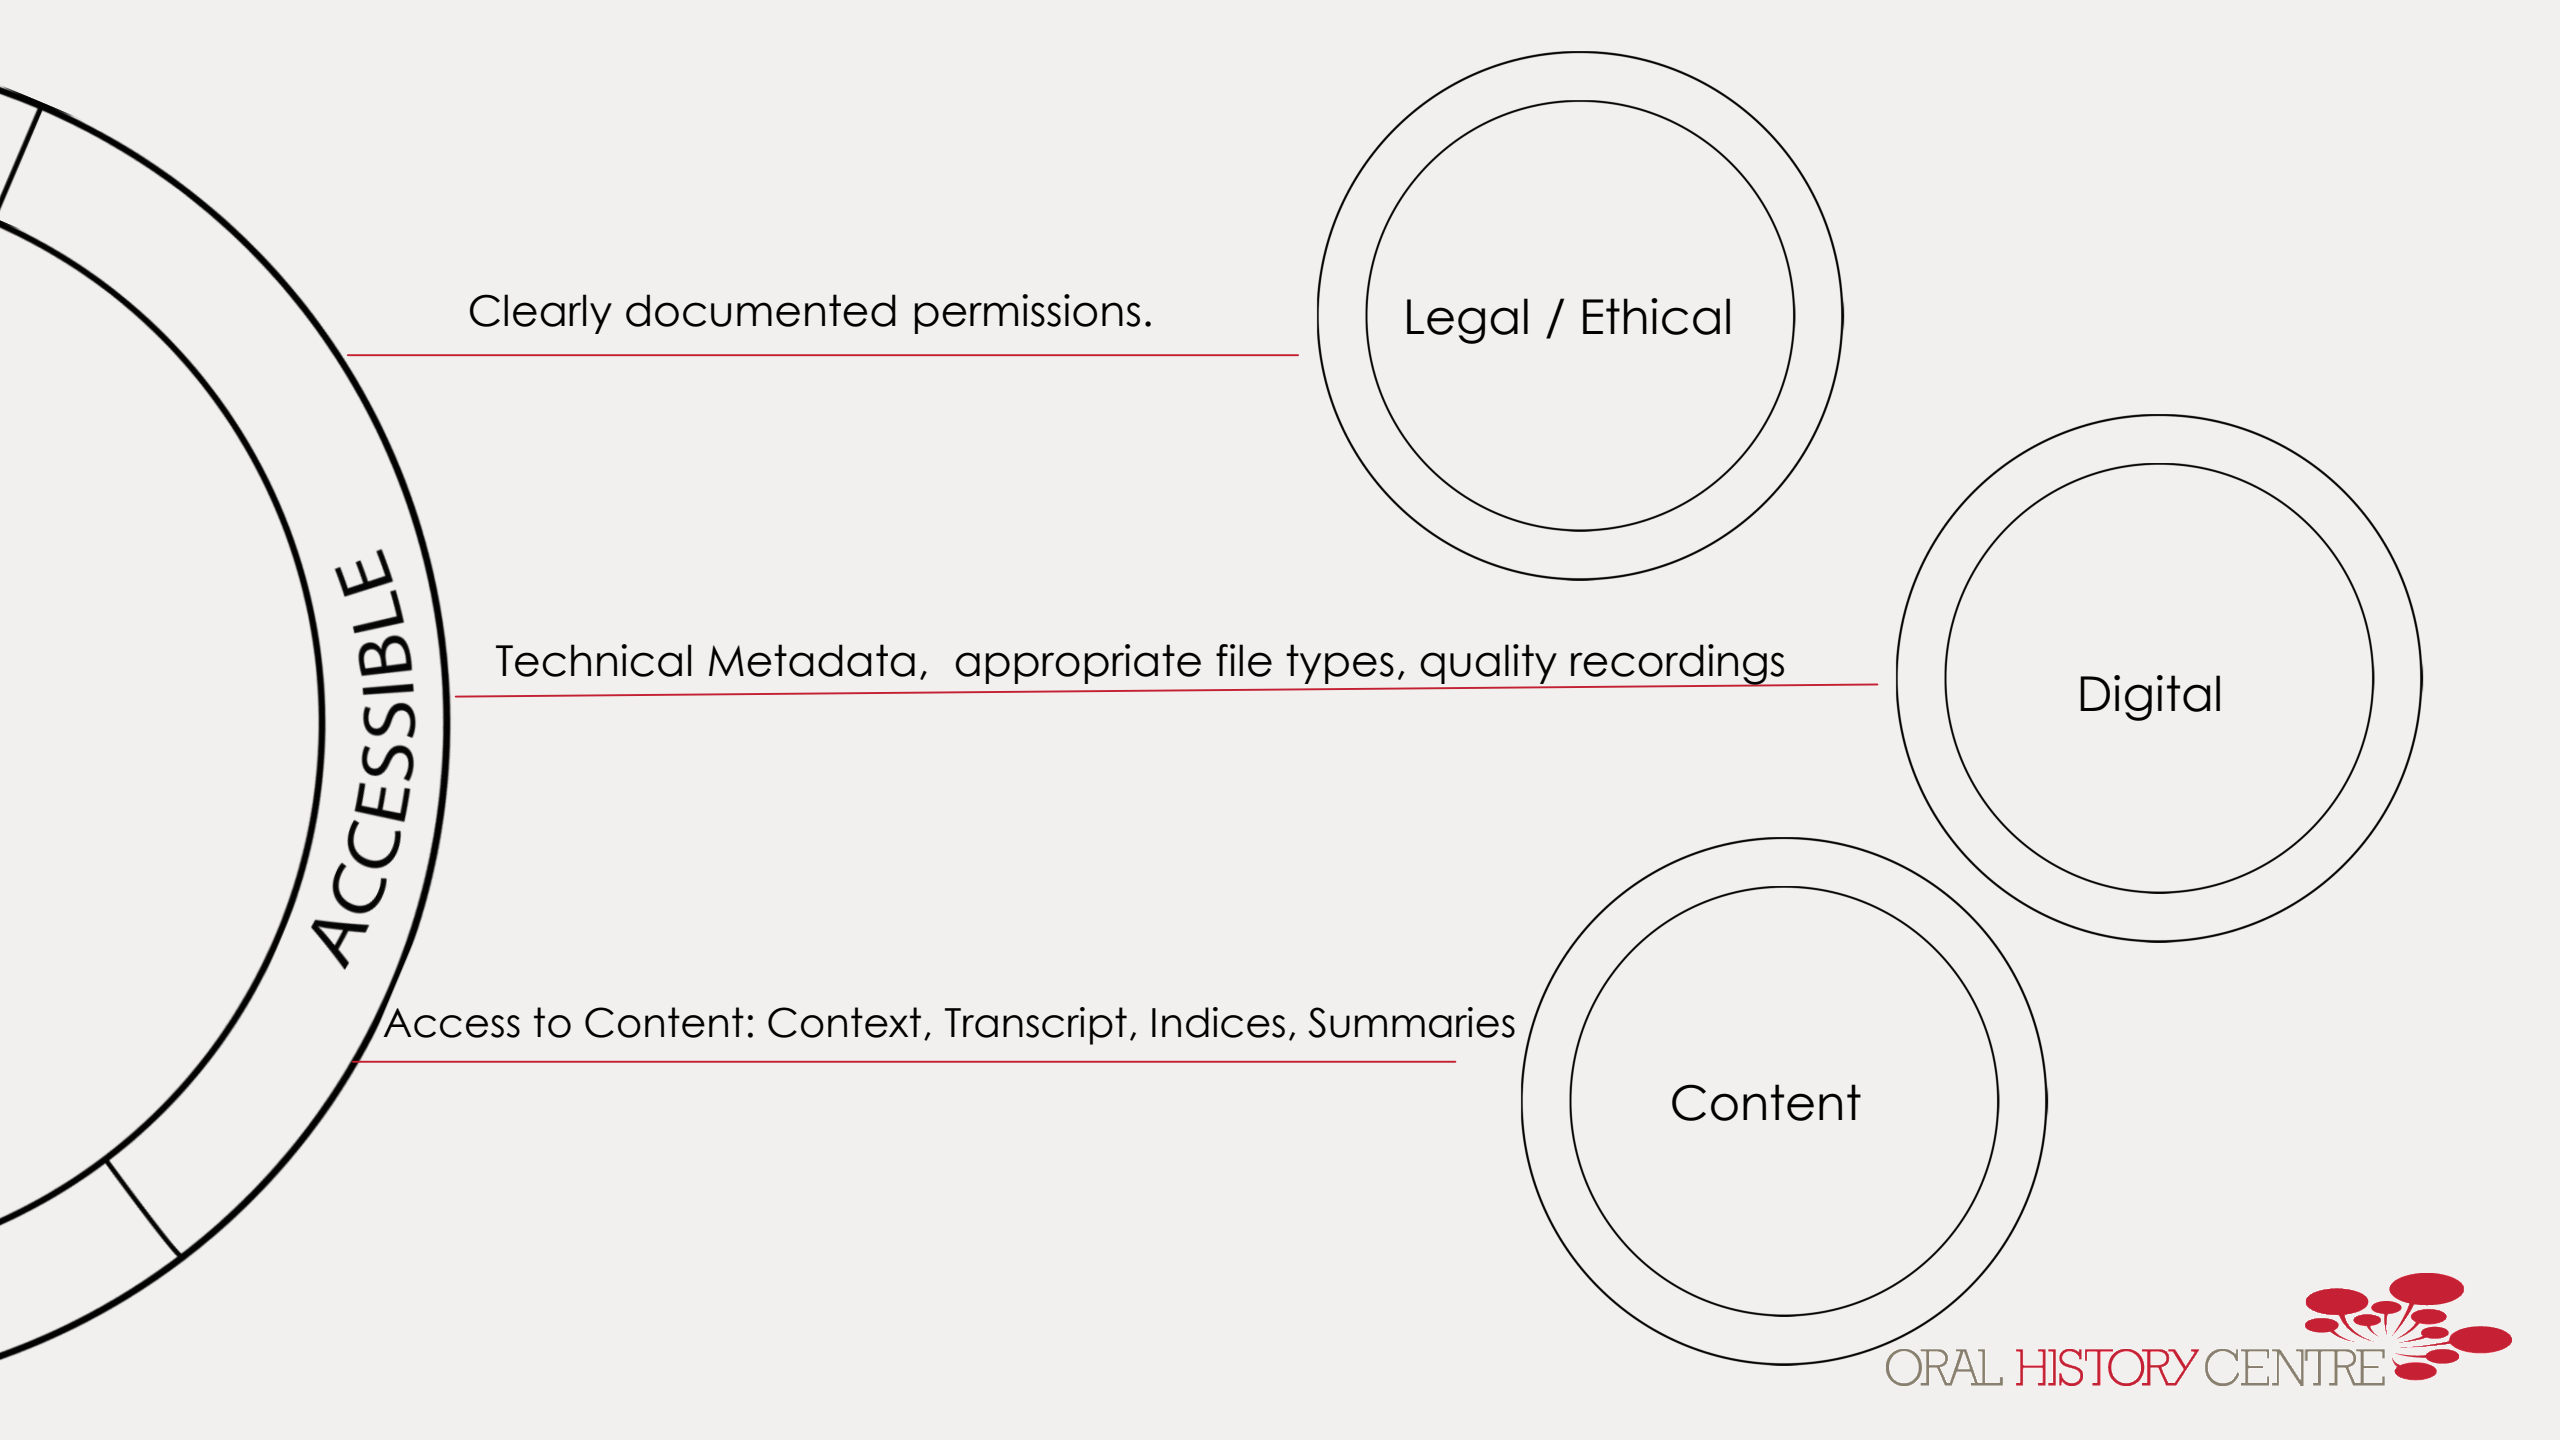 Clearly documented permissions.
Legal / Ethical
ACCESSIBLE
Technical Metadata,  appropriate file types, quality recordings
Digital
Access to Content: Context, Transcript, Indices, Summaries
Content
ORAL HISTORY CENTRE